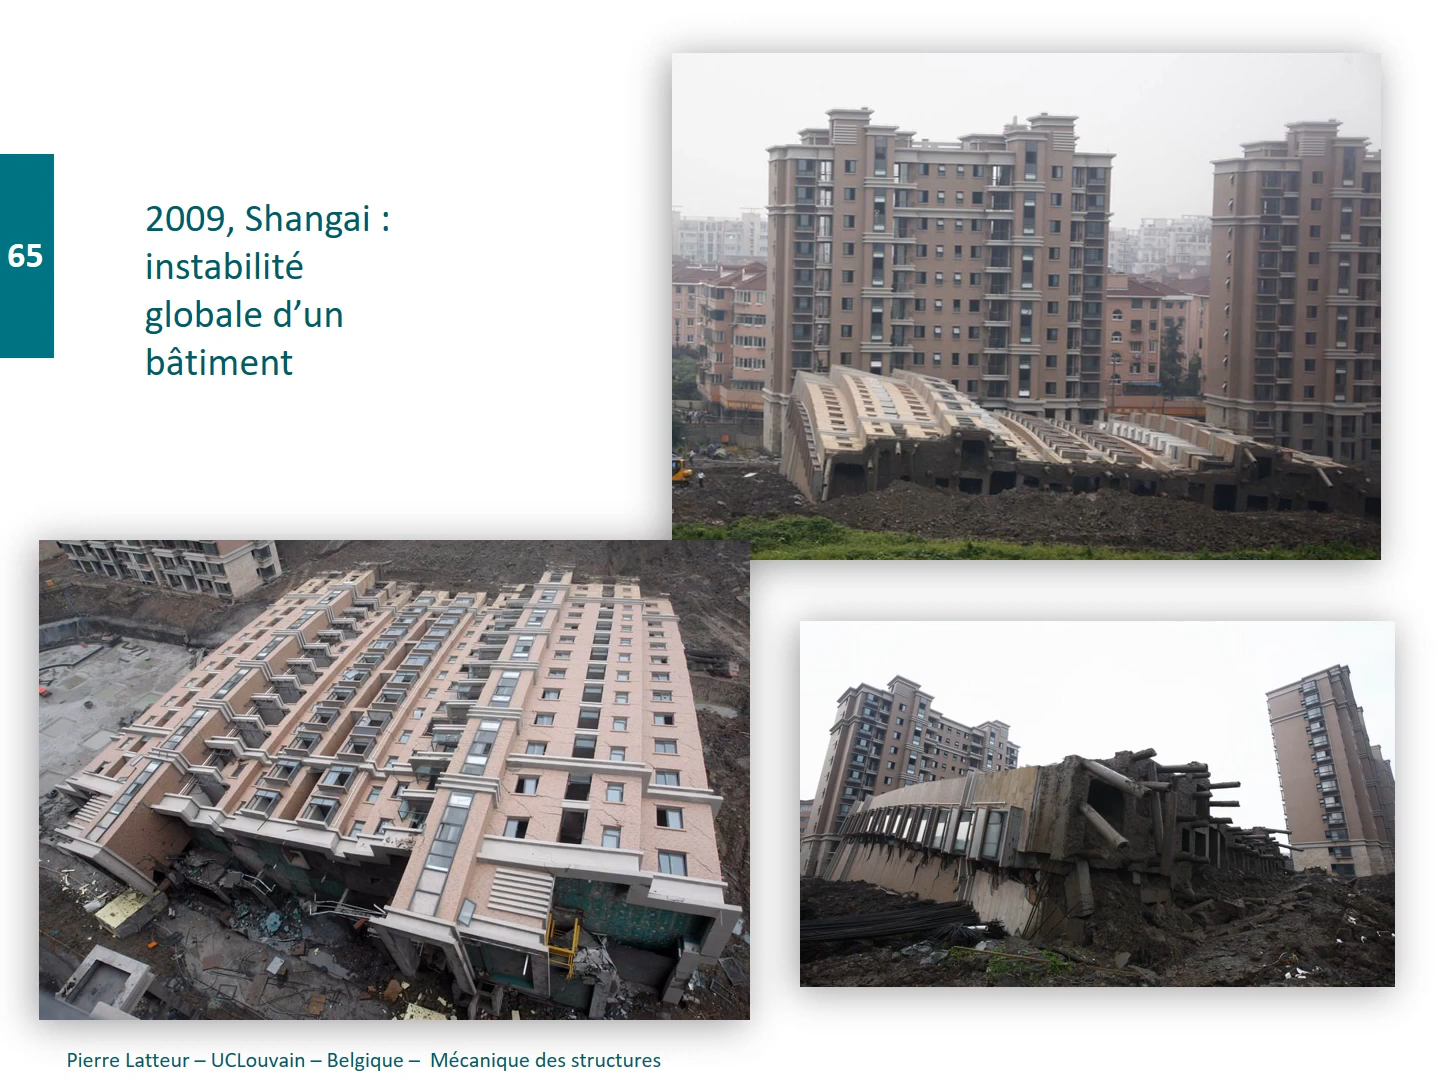 65
2009, Shangai :
instabilité
globale d’un
bâtiment
Pierre Latteur – UCLouvain – Belgique – Mécanique des structures